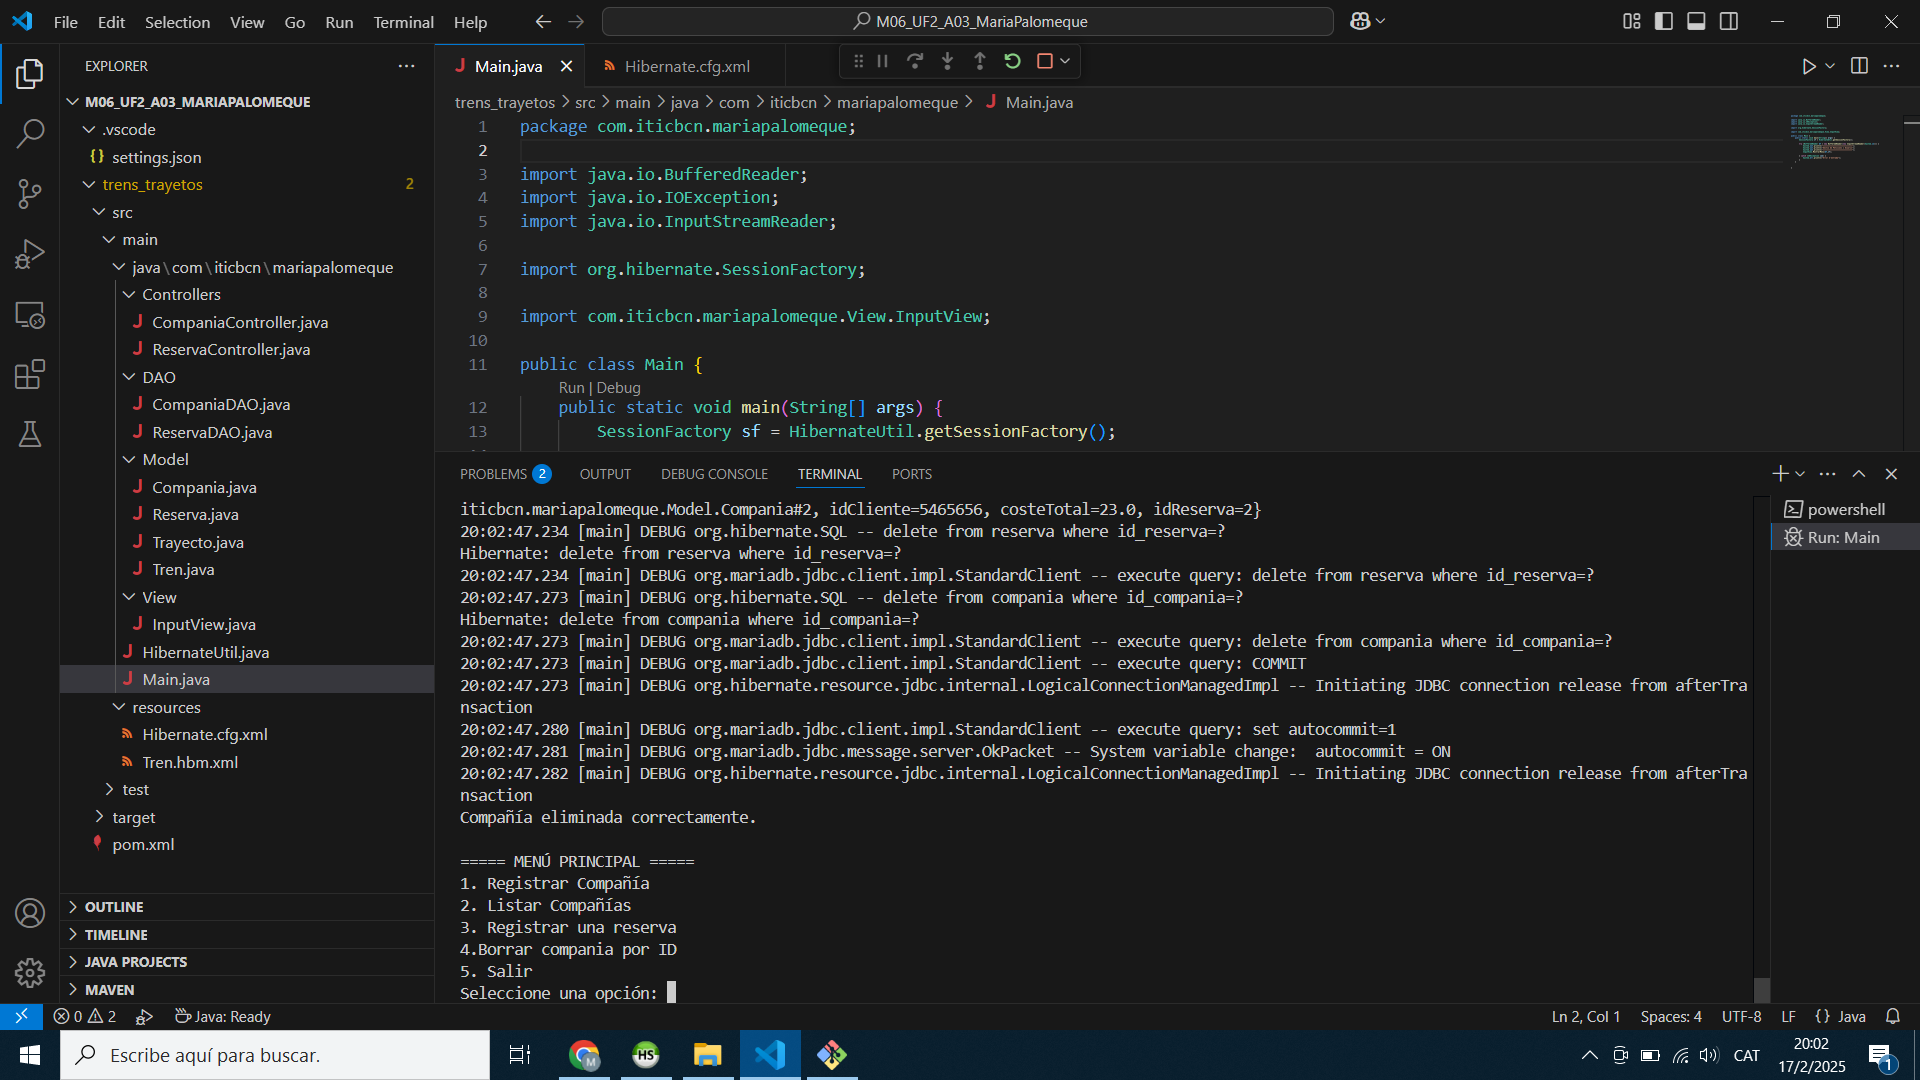 File Edit Selection View Go Run Terminal Help
M06_UF2_A03_MariaPalomeque
EXPLORER
M06_UF2_A03_MARIAPALOMEQUE
.vscode
{} settings.json
trens_trayetos 2
src
main
java\com\iticbcn\mariapalomeque
Controllers
J CompaniaController.java
J ReservaController.java
DAO
J CompaniaDAO.java
J ReservaDAO.java
Model
J Compania.java
J Reserva.java
J Trayecto.java
J Tren.java
View
J InputView.java
J HibernateUtil.java
J Main.java
resources
Hibernate.cfg.xml
Tren.hbm.xml
test
target
pom.xml
OUTLINE
TIMELINE
JAVA PROJECTS
MAVEN
J Main.java
Hibernate.cfg.xml
trens_trayetos > src > main > java > com > iticbcn > mariapalomeque > J Main.java
1 package com.iticbcn.mariapalomeque;
2
3 import java.io.BufferedReader;
4 import java.io.IOException;
5 import java.io.InputStreamReader;
6
7 import org.hibernate.SessionFactory;
8
9 import com.iticbcn.mariapalomeque.View.InputView;
10
11 public class Main {
Run | Debug
12 public static void main(String[] args) {
13 SessionFactory sf = HibernateUtil.getSessionFactory();
PROBLEMS 2 OUTPUT DEBUG CONSOLE TERMINAL PORTS
iticbcn.mariapalomeque.Model.Compania#2, idCliente=5465656, costeTotal=23.0, idReserva=2}
20:02:47.234 [main] DEBUG org.hibernate.SQL -- delete from reserva where id_reserva=?
Hibernate: delete from reserva where id_reserva=?
20:02:47.234 [main] DEBUG org.mariadb.jdbc.client.impl.StandardClient -- execute query: delete from reserva where id_reserva=?
20:02:47.273 [main] DEBUG org.hibernate.SQL -- delete from compania where id_compania=?
Hibernate: delete from compania where id_compania=?
20:02:47.273 [main] DEBUG org.mariadb.jdbc.client.impl.StandardClient -- execute query: delete from compania where id_compania=?
20:02:47.273 [main] DEBUG org.mariadb.jdbc.client.impl.StandardClient -- execute query: COMMIT
20:02:47.273 [main] DEBUG org.hibernate.resource.jdbc.internal.LogicalConnectionManagedImpl -- Initiating JDBC connection release from afterTra
nsaction
20:02:47.280 [main] DEBUG org.mariadb.jdbc.client.impl.StandardClient -- execute query: set autocommit=1
20:02:47.281 [main] DEBUG org.mariadb.jdbc.message.server.OkPacket -- System variable change:  autocommit = ON
20:02:47.282 [main] DEBUG org.hibernate.resource.jdbc.internal.LogicalConnectionManagedImpl -- Initiating JDBC connection release from afterTra
nsaction
Compañía eliminada correctamente.
===== MENÚ PRINCIPAL =====
1. Registrar Compañía
2. Listar Compañías
3. Registrar una reserva
4.Borrar compania por ID
5. Salir
Seleccione una opción:
powershell
Run: Main
0 2 Java: Ready
Ln 2, Col 1 Spaces: 4 UTF-8 LF {} Java
Escribe aquí para buscar.
M
HS
CAT
20:02
17/2/2025
1